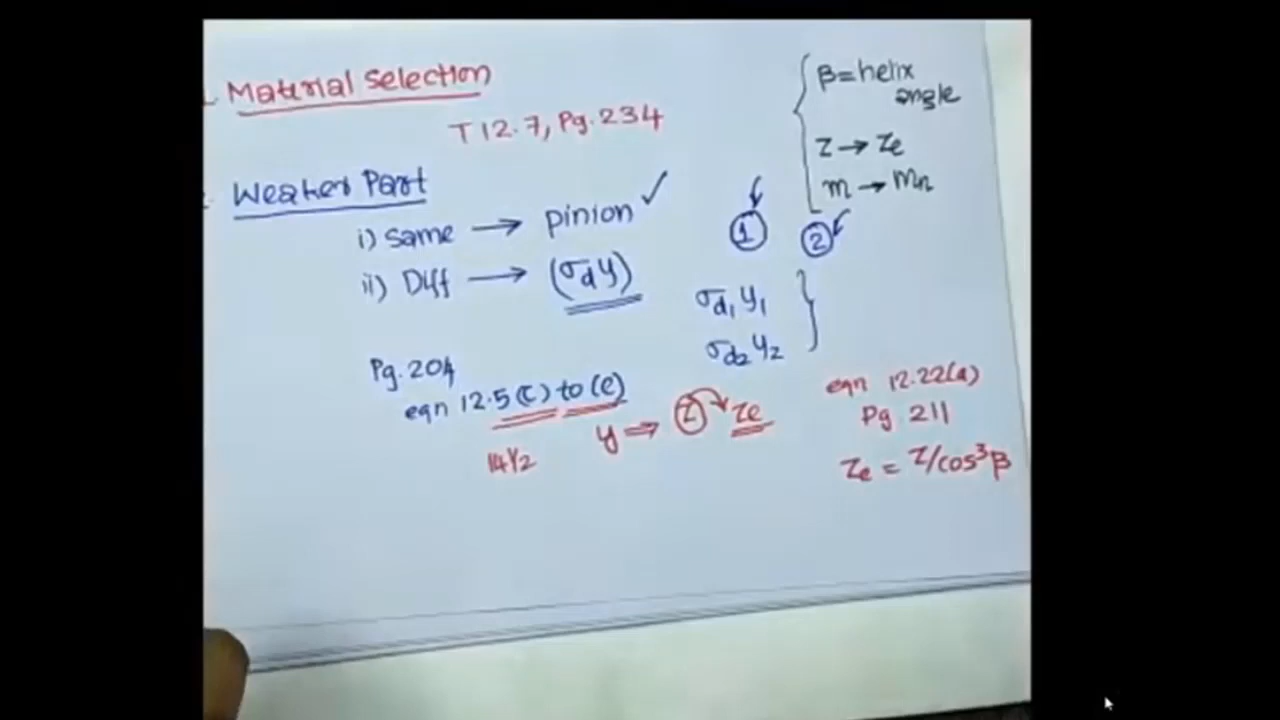 Material Selection
T 12.7, Pg. 234
Weaker Part
i) Same → pinion ✓
ii) Diff → (σd y)
β = helix
angle
z → ze
m → mn
1 2
σd1 y1
σd2 y2
Pg. 204
eqn 12.5 (c) to (e)
14 1/2
y ⇒ z ze
eqn 12.22(a)
Pg 211
ze = z/cos³β